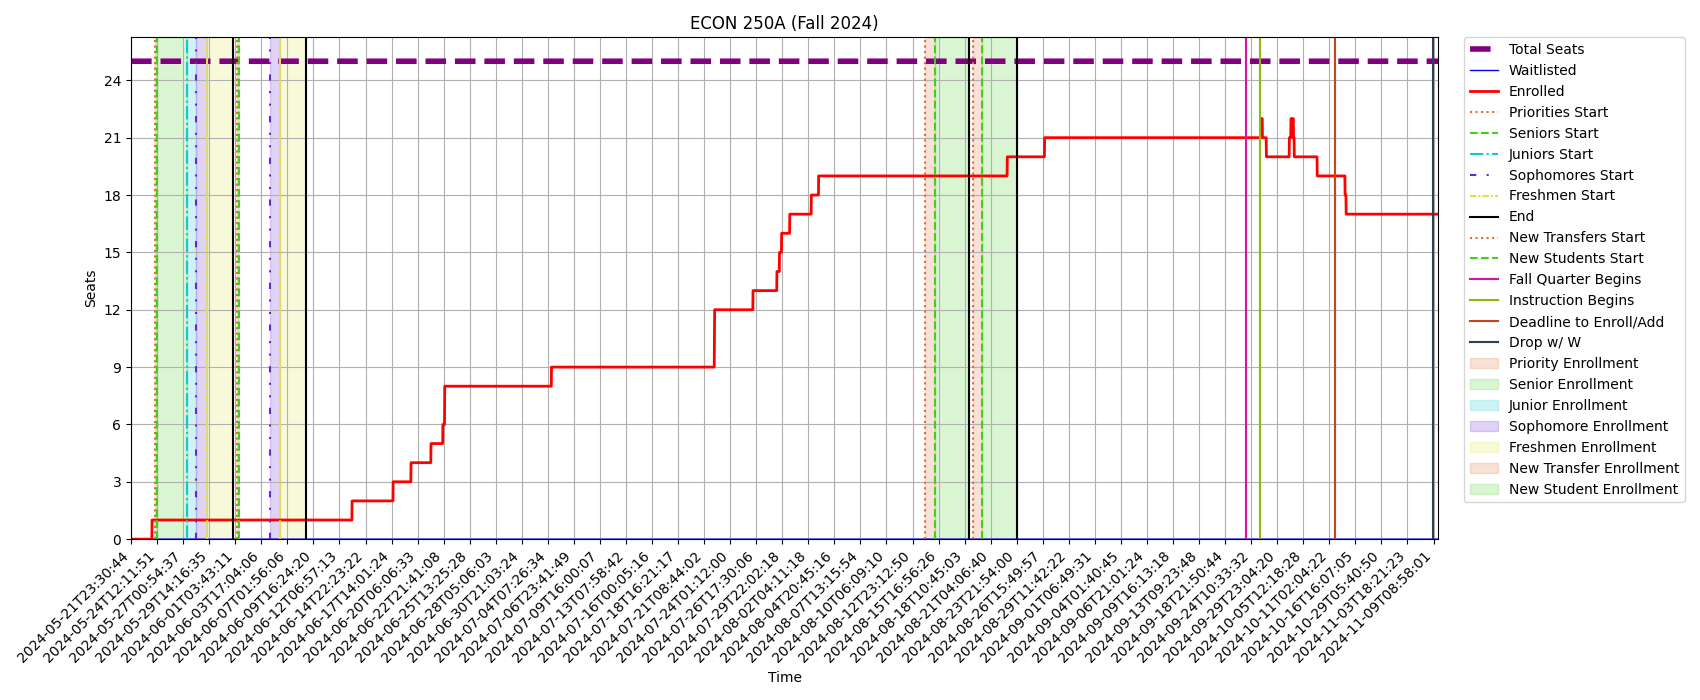 ECON 250A (Fall 2024)
Seats
24
21
18
15
12
9
6
3
0
2024-05-21T23:30:44
2024-05-24T12:11:51
2024-05-27T00:54:37
2024-05-29T14:16:35
2024-06-01T03:43:11
2024-06-03T17:04:06
2024-06-07T01:56:06
2024-06-09T16:24:20
2024-06-12T06:57:13
2024-06-14T22:23:22
2024-06-17T14:01:24
2024-06-20T06:06:33
2024-06-22T21:41:08
2024-06-25T13:25:28
2024-06-28T05:06:03
2024-06-30T21:03:24
2024-07-04T07:26:34
2024-07-06T23:41:49
2024-07-09T16:00:07
2024-07-13T07:58:42
2024-07-16T00:05:16
2024-07-18T16:21:17
2024-07-21T08:44:02
2024-07-24T01:12:00
2024-07-26T17:30:06
2024-07-29T22:02:18
2024-08-02T04:11:18
2024-08-04T20:45:16
2024-08-07T13:15:54
2024-08-10T06:09:10
2024-08-12T23:12:50
2024-08-15T16:56:26
2024-08-18T10:45:03
2024-08-21T04:06:40
2024-08-23T21:54:00
2024-08-26T15:49:57
2024-08-29T11:42:22
2024-09-01T06:49:31
2024-09-04T01:40:45
2024-09-06T21:01:24
2024-09-09T16:13:18
2024-09-13T09:23:48
2024-09-18T21:50:44
2024-09-24T10:33:32
2024-09-29T23:04:20
2024-10-05T12:18:28
2024-10-11T02:04:22
2024-10-16T16:07:05
2024-10-29T05:40:50
2024-11-03T18:21:23
2024-11-09T08:58:01
Time
Total Seats
Waitlisted
Enrolled
Priorities Start
Seniors Start
Juniors Start
Sophomores Start
Freshmen Start
End
New Transfers Start
New Students Start
Fall Quarter Begins
Instruction Begins
Deadline to Enroll/Add
Drop w/ W
Priority Enrollment
Senior Enrollment
Junior Enrollment
Sophomore Enrollment
Freshmen Enrollment
New Transfer Enrollment
New Student Enrollment